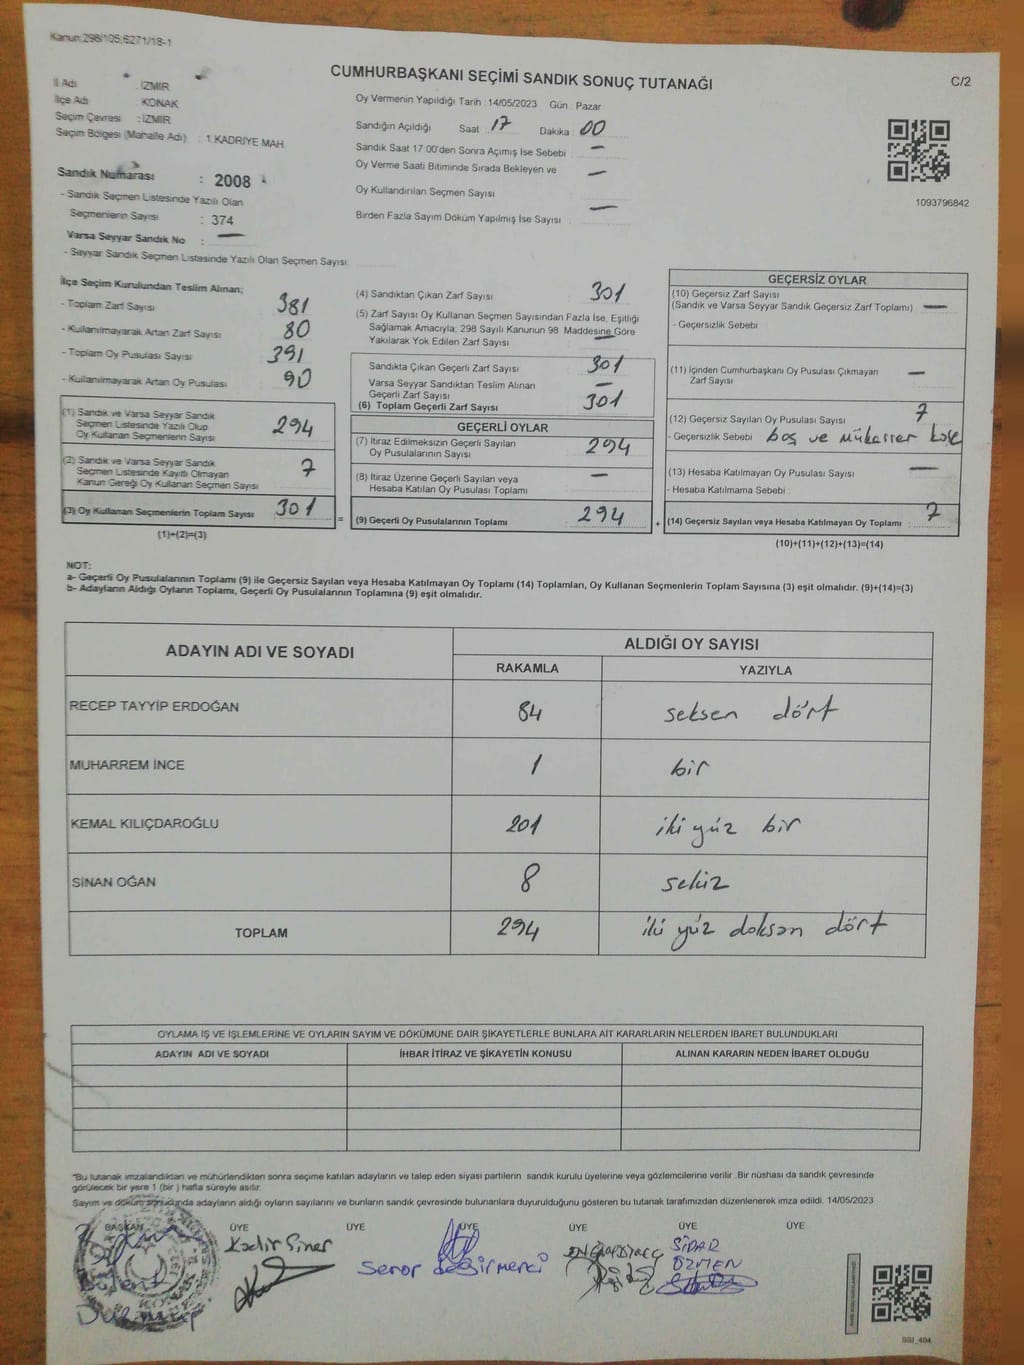 Kanun:298/105;6271/18-1
CUMHURBAŞKANI SEÇİMİ SANDIK SONUÇ TUTANAĞI
C/2
İl Adı : İZMİR
İlçe Adı : KONAK
Seçim Çevresi : İZMİR
Seçim Bölgesi (Mahalle Adı) : 1.KADRİYE MAH.
Sandık Numarası : 2008
- Sandık Seçmen Listesinde Yazılı Olan
Seçmenlerin Sayısı : 374
Varsa Seyyar Sandık No : —
- Seyyar Sandık Seçmen Listesinde Yazılı Olan Seçmen Sayısı:
Oy Vermenin Yapıldığı Tarih : 14/05/2023 Gün : Pazar
Sandığın Açıldığı Saat : 17 Dakika : 00
Sandık Saat 17.00'den Sonra Açımış İse Sebebi : —
Oy Verme Saati Bitiminde Sırada Bekleyen ve —
Oy Kullandırılan Seçmen Sayısı
Birden Fazla Sayım Döküm Yapılmış İse Sayısı : —
1093796842
İlçe Seçim Kurulundan Teslim Alınan;
- Toplam Zarf Sayısı : 381
- Kullanılmayarak Artan Zarf Sayısı : 80
- Toplam Oy Pusulası Sayısı : 391
- Kullanılmayarak Artan Oy Pusulası : 90
(1) Sandık ve Varsa Seyyar Sandık
Seçmen Listesinde Yazılı Olup
Oy Kullanan Seçmenlerin Sayısı : 294
(2) Sandık ve Varsa Seyyar Sandık
Seçmen Listesinde Kayıtlı Olmayan
Kanun Gereği Oy Kullanan Seçmen Sayısı : 7
(3) Oy Kullanan Seçmenlerin Toplam Sayısı : 301
(1)+(2)=(3)
(4) Sandıktan Çıkan Zarf Sayısı : 301
(5) Zarf Sayısı Oy Kullanan Seçmen Sayısından Fazla İse, Eşitliği
Sağlamak Amacıyla; 298 Sayılı Kanunun 98. Maddesine Göre
Yakılarak Yok Edilen Zarf Sayısı : —
Sandıkta Çıkan Geçerli Zarf Sayısı : 301
Varsa Seyyar Sandıktan Teslim Alınan
Geçerli Zarf Sayısı : —
(6) Toplam Geçerli Zarf Sayısı : 301
GEÇERLİ OYLAR
(7) İtiraz Edilmeksizin Geçerli Sayılan
Oy Pusulalarının Sayısı : 294
(8) İtiraz Üzerine Geçerli Sayılan veya
Hesaba Katılan Oy Pusulası Toplamı : —
= (9) Geçerli Oy Pusulalarının Toplamı : 294 +
GEÇERSİZ OYLAR
(10) Geçersiz Zarf Sayısı
(Sandık ve Varsa Seyyar Sandık Geçersiz Zarf Toplamı) : —
- Geçersizlik Sebebi :
(11) İçinden Cumhurbaşkanı Oy Pusulası Çıkmayan
Zarf Sayısı : —
(12) Geçersiz Sayılan Oy Pusulası Sayısı : 7
- Geçersizlik Sebebi : boş ve mükerrer
(13) Hesaba Katılmayan Oy Pusulası Sayısı : —
- Hesaba Katılmama Sebebi :
(14) Geçersiz Sayılan veya Hesaba Katılmayan Oy Toplamı : 7
(10)+(11)+(12)+(13)=(14)
NOT:
a- Geçerli Oy Pusulalarının Toplamı (9) ile Geçersiz Sayılan veya Hesaba Katılmayan Oy Toplamı (14) Toplamları, Oy Kullanan Seçmenlerin Toplam Sayısına (3) eşit olmalıdır. (9)+(14)=(3)
b- Adayların Aldığı Oyların Toplamı, Geçerli Oy Pusulalarının Toplamına (9) eşit olmalıdır.
ADAYIN ADI VE SOYADI ALDIĞI OY SAYISI
RAKAMLA YAZIYLA
RECEP TAYYİP ERDOĞAN 84 seksen dört
MUHARREM İNCE 1 bir
KEMAL KILIÇDAROĞLU 201 iki yüz bir
SİNAN OĞAN 8 sekiz
TOPLAM 294 iki yüz doksan dört
OYLAMA İŞ VE İŞLEMLERİNE VE OYLARIN SAYIM VE DÖKÜMÜNE DAİR ŞİKAYETLERLE BUNLARA AİT KARARLARIN NELERDEN İBARET BULUNDUKLARI
ADAYIN ADI VE SOYADI İHBAR İTİRAZ VE ŞİKAYETİN KONUSU ALINAN KARARIN NEDEN İBARET OLDUĞU
*Bu tutanak imzalandıktan ve mühürlendikten sonra seçime katılan adayların ve talep eden siyasi partilerin sandık kurulu üyelerine veya gözlemcilerine verilir .Bir nüshası da sandık çevresinde
görülecek bir yere 1 (bir ) hafta süreyle asılır.
Sayım ve döküm sonucunda adayların aldığı oyların sayılarını ve bunların sandık çevresinde bulunanlara duyurulduğunu gösteren bu tutanak tarafımızdan düzenlenerek imza edildi. 14/05/2023
BAŞKAN ÜYE ÜYE ÜYE ÜYE ÜYE ÜYE
Kadir Siner
SİDAR
ÖZMEN
Bülent